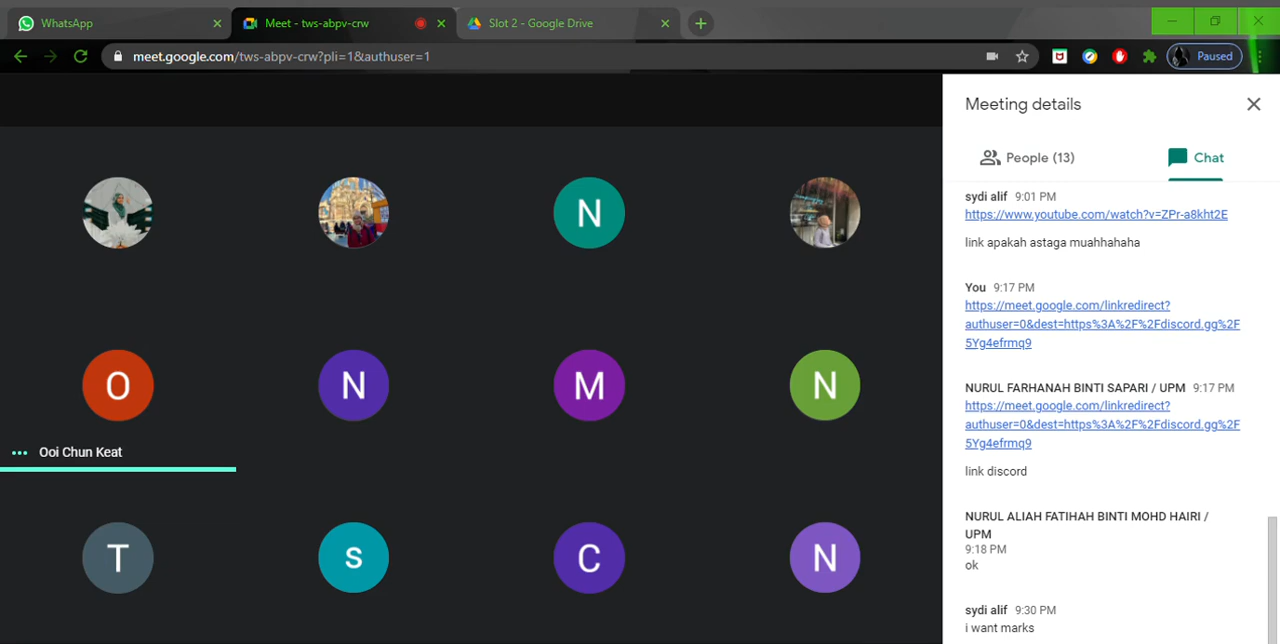 WhatsApp
Meet - tws-abpv-crw
Slot 2 - Google Drive
meet.google.com/tws-abpv-crw?pli=1&authuser=1
Paused
Meeting details
People (13)
Chat
sydi alif 9:01 PM
https://www.youtube.com/watch?v=ZPr-a8kht2E
link apakah astaga muahhahaha
You 9:17 PM
https://meet.google.com/linkredirect?
authuser=0&dest=https%3A%2F%2Fdiscord.gg%2F
5Yg4efrmq9
NURUL FARHANAH BINTI SAPARI / UPM 9:17 PM
https://meet.google.com/linkredirect?
authuser=0&dest=https%3A%2F%2Fdiscord.gg%2F
5Yg4efrmq9
link discord
NURUL ALIAH FATIHAH BINTI MOHD HAIRI /
UPM
9:18 PM
ok
sydi alif 9:30 PM
i want marks
N
O
N
M
N
Ooi Chun Keat
T
s
C
N